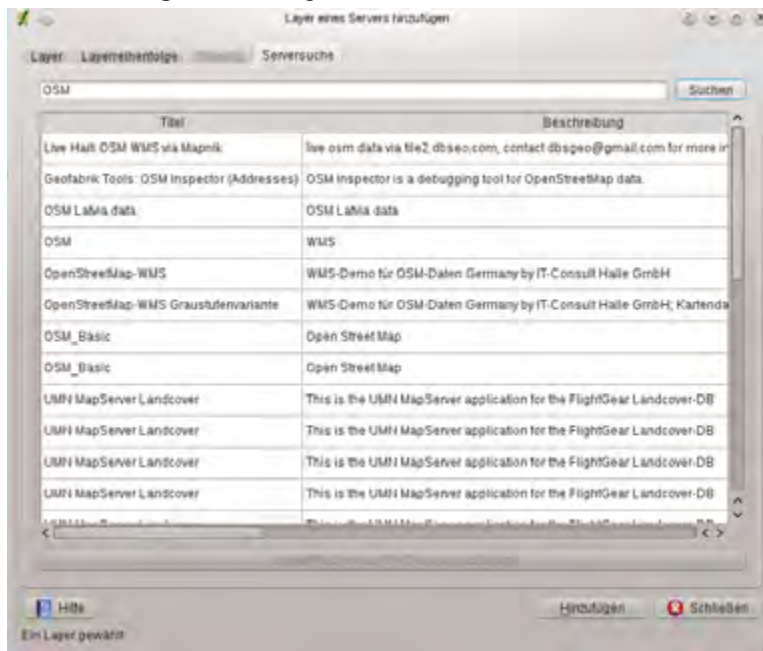 Layer eines Servers hinzufügen
Layer Layerreihenfolge Serversuche
OSM Suchen
Titel Beschreibung
Live Haiti OSM WMS via Mapnik live osm data via tile2.dbseo.com, contact dbsgeo@gmail.com for more in
Geofabrik Tools: OSM Inspector (Addresses) OSM Inspector is a debugging tool for OpenStreetMap data.
OSM Latvia data OSM Latvia data
OSM WMS
OpenStreetMap-WMS WMS-Demo für OSM-Daten Germany by IT-Consult Halle GmbH
OpenStreetMap-WMS Graustufenvariante WMS-Demo für OSM-Daten Germany by IT-Consult Halle GmbH; Kartenda
OSM_Basic Open Street Map
OSM_Basic Open Street Map
UMN MapServer Landcover This is the UMN MapServer application for the FlightGear Landcover-DB
UMN MapServer Landcover This is the UMN MapServer application for the FlightGear Landcover-DB
UMN MapServer Landcover This is the UMN MapServer application for the FlightGear Landcover-DB
UMN MapServer Landcover This is the UMN MapServer application for the FlightGear Landcover-DB
Hilfe Hinzufügen Schließen
Ein Layer gewählt